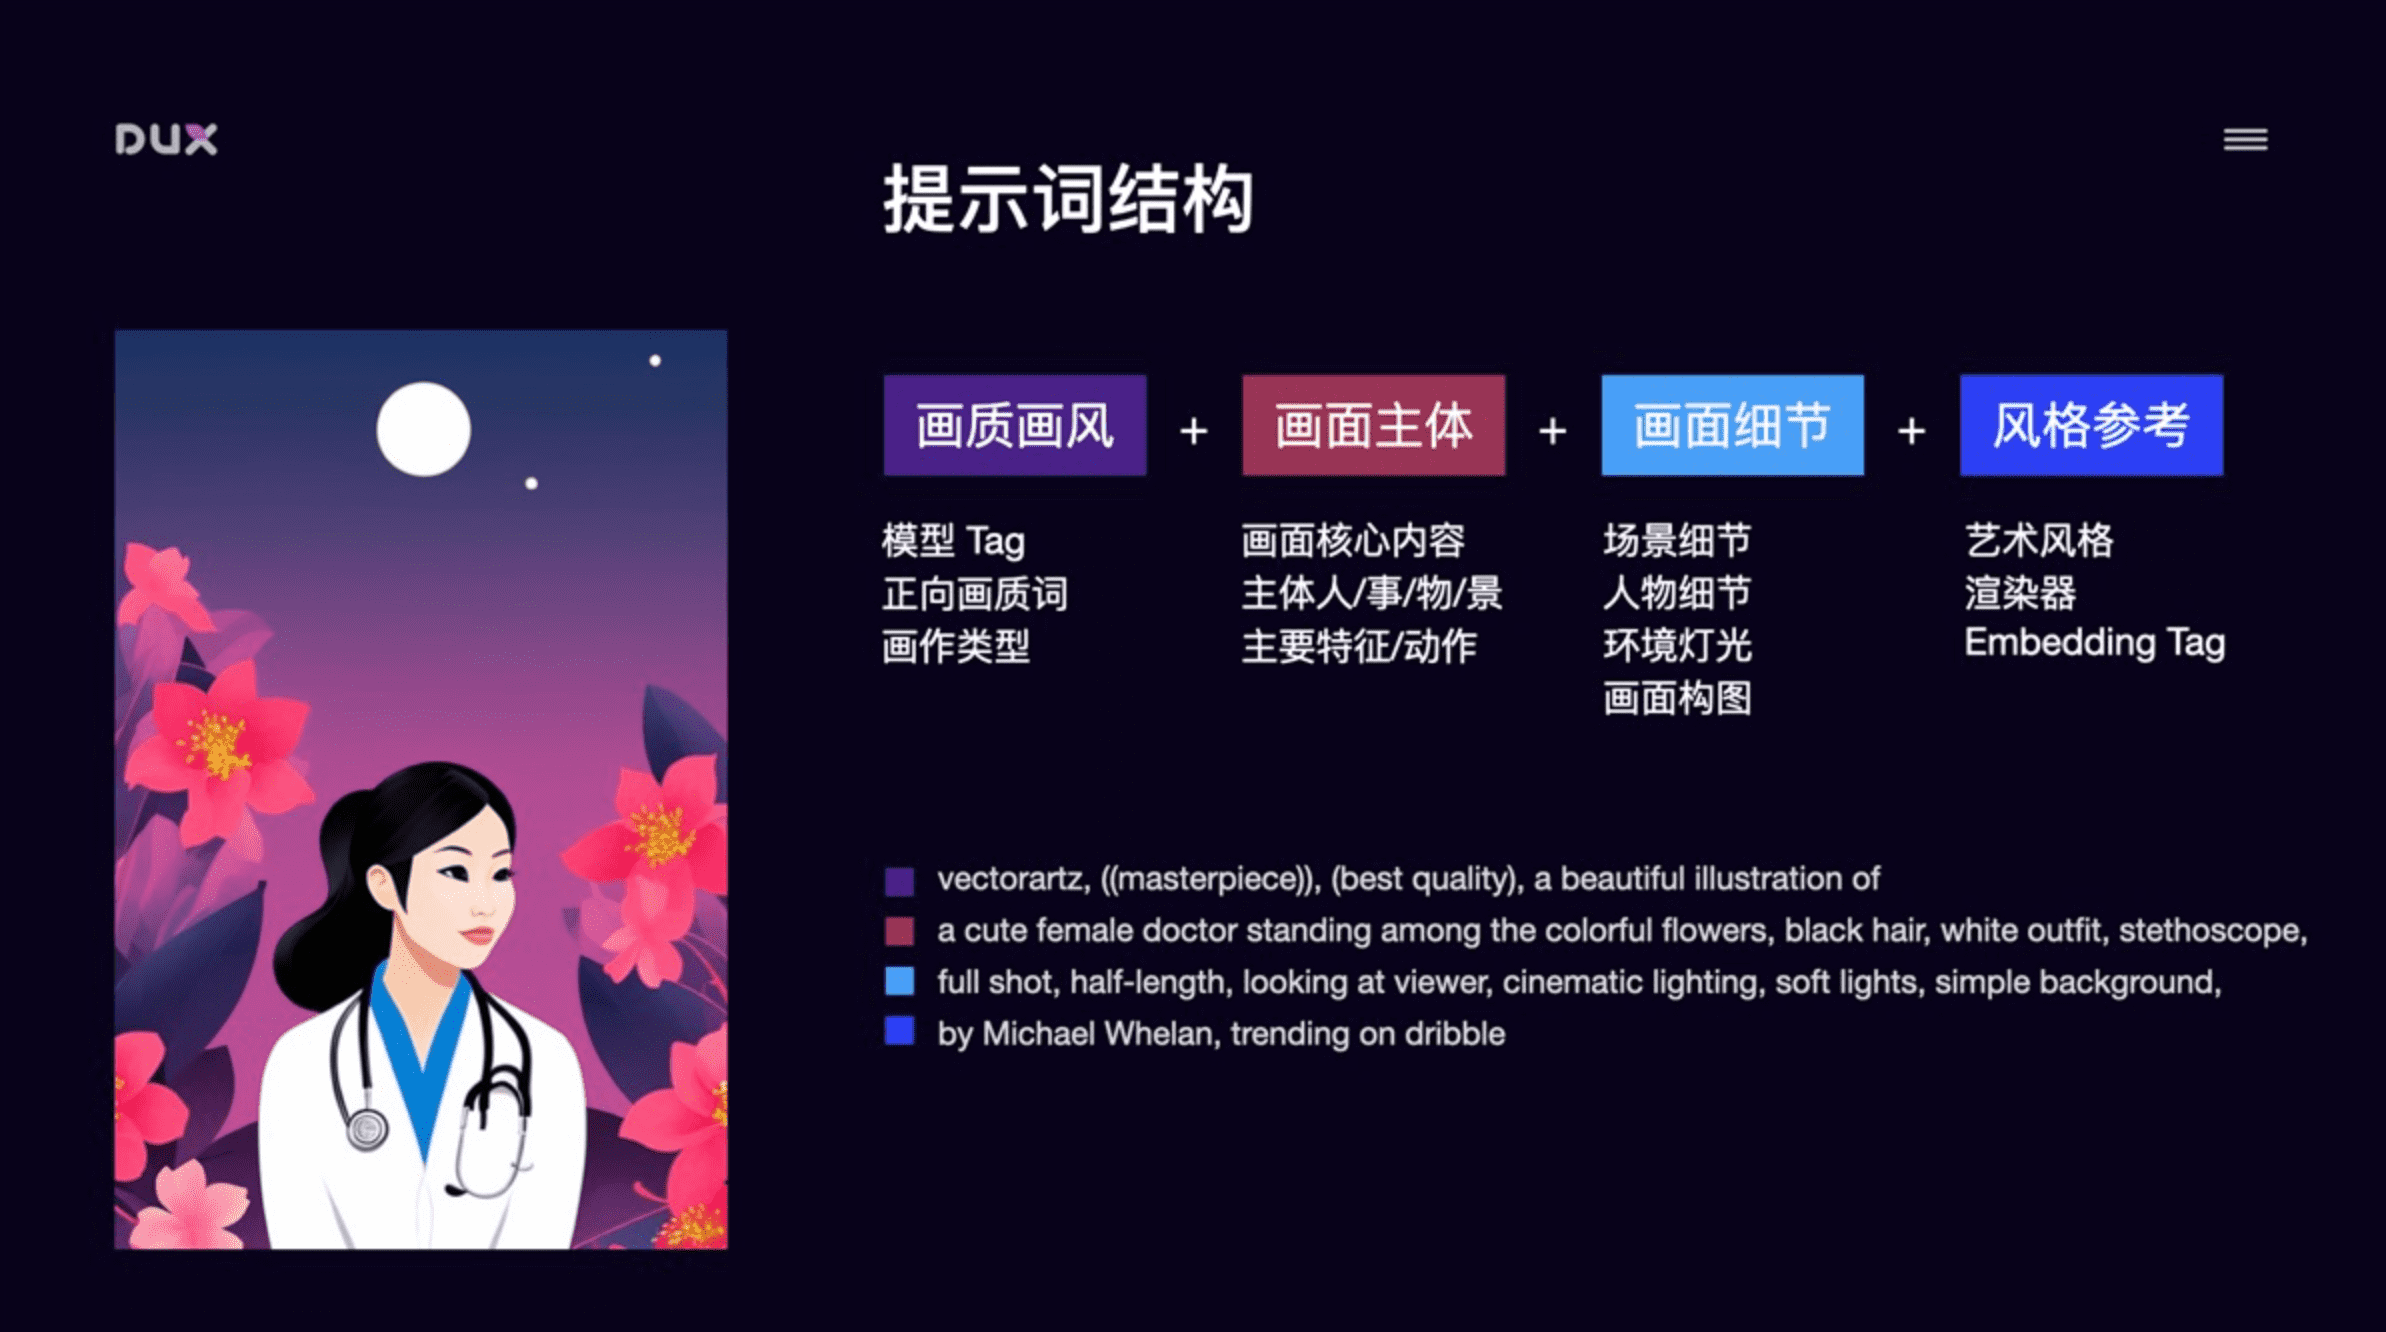 DUX
提示词结构
画质画风 + 画面主体 + 画面细节 + 风格参考
模型 Tag
正向画质词
画作类型
画面核心内容
主体人/事/物/景
主要特征/动作
场景细节
人物细节
环境灯光
画面构图
艺术风格
渲染器
Embedding Tag
vectorartz, ((masterpiece)), (best quality), a beautiful illustration of
a cute female doctor standing among the colorful flowers, black hair, white outfit, stethoscope,
full shot, half-length, looking at viewer, cinematic lighting, soft lights, simple background,
by Michael Whelan, trending on dribble